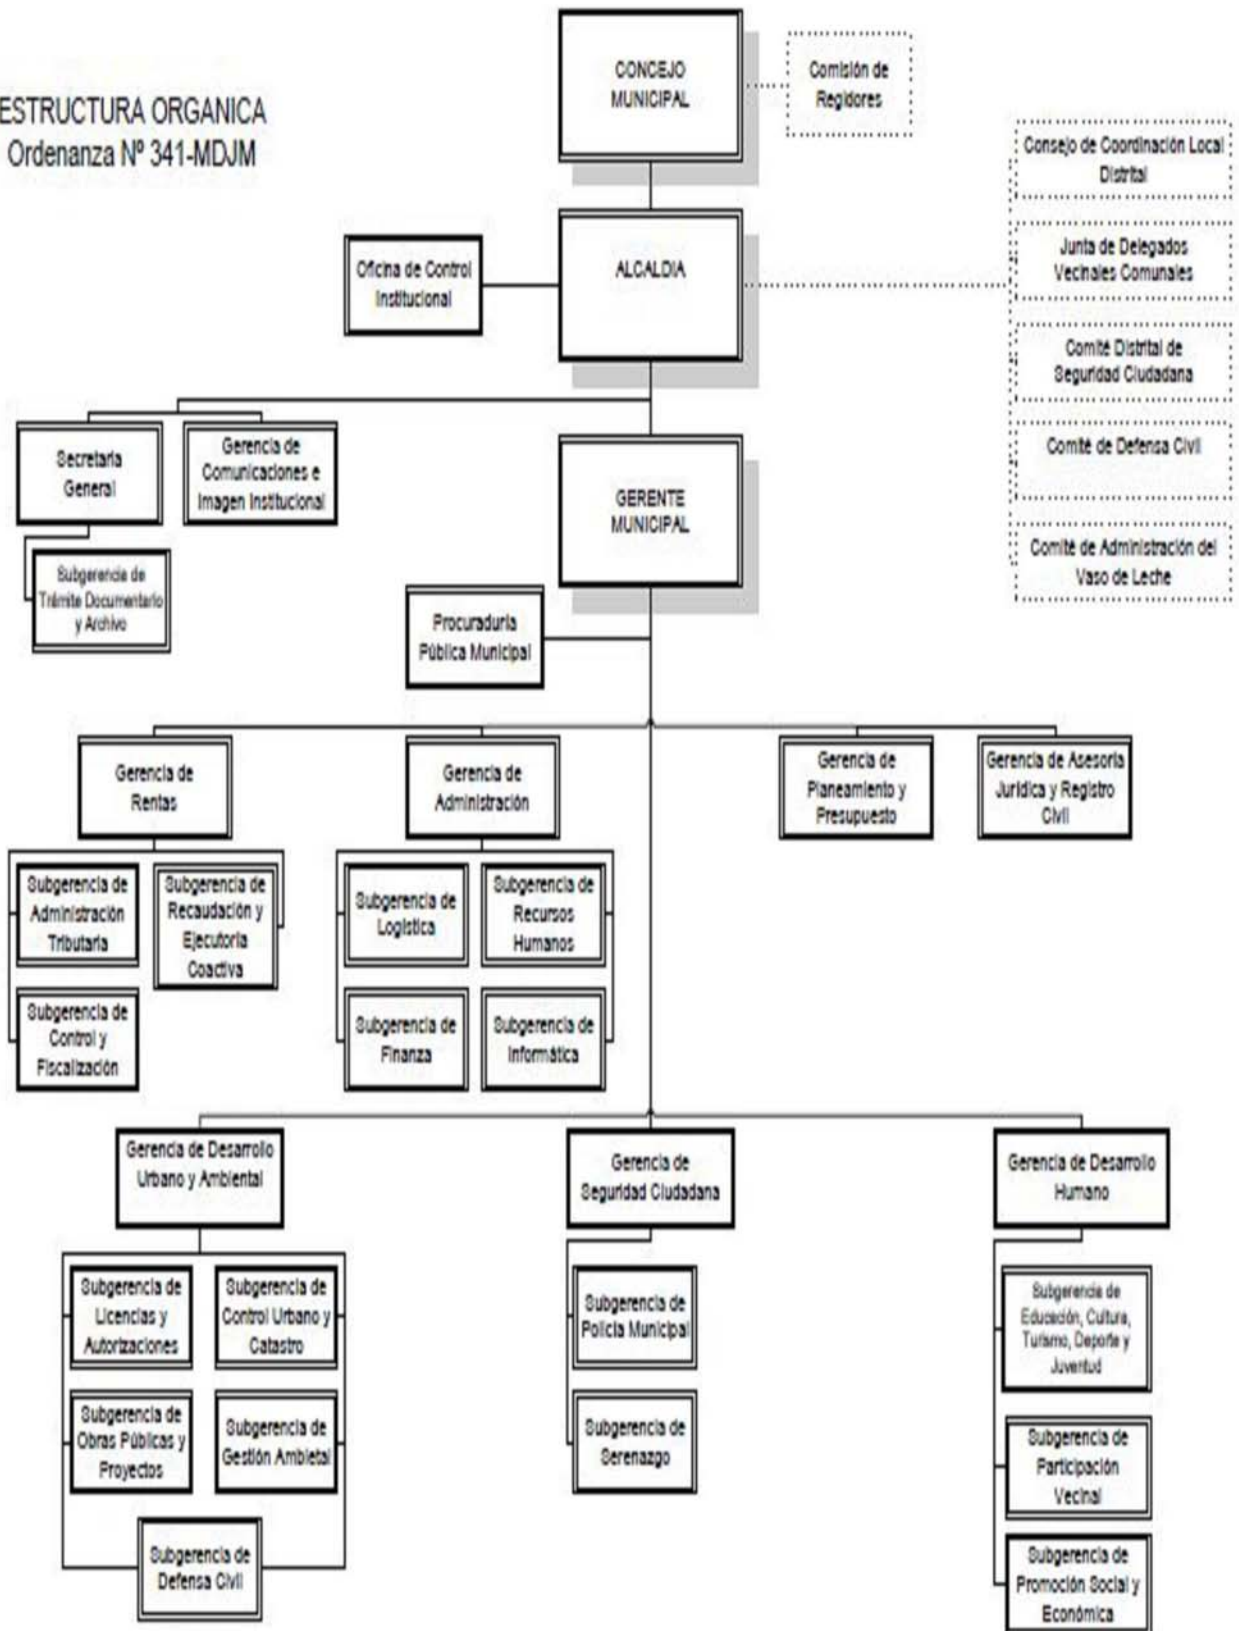 ESTRUCTURA ORGANICA
Ordenanza Nº 341-MDJM
CONCEJO
MUNICIPAL
Comisión de
Regidores
Consejo de Coordinación Local
Distrital
Junta de Delegados
Vecinales Comunales
Comité Distrital de
Seguridad Ciudadana
Comité de Defensa Civil
Comité de Administración del
Vaso de Leche
ALCALDIA
Oficina de Control
Institucional
Secretaria
General
Gerencia de
Comunicaciones e
Imagen Institucional
GERENTE
MUNICIPAL
Subgerencia de
Trámite Documentario
y Archivo
Procuraduría
Pública Municipal
Gerencia de
Rentas
Gerencia de
Administración
Gerencia de
Planeamiento y
Presupuesto
Gerencia de Asesoría
Jurídica y Registro
Civil
Subgerencia de
Administración
Tributaria
Subgerencia de
Recaudación y
Ejecutoría
Coactiva
Subgerencia de
Logística
Subgerencia de
Recursos
Humanos
Subgerencia de
Control y
Fiscalización
Subgerencia de
Finanza
Subgerencia de
Informática
Gerencia de Desarrollo
Urbano y Ambiental
Gerencia de
Seguridad Ciudadana
Gerencia de Desarrollo
Humano
Subgerencia de
Licencias y
Autorizaciones
Subgerencia de
Control Urbano y
Catastro
Subgerencia de
Policía Municipal
Subgerencia de
Educación, Cultura,
Turismo, Deporte y
Juventud
Subgerencia de
Obras Públicas y
Proyectos
Subgerencia de
Gestión Ambietal
Subgerencia de
Serenazgo
Subgerencia de
Participación
Vecinal
Subgerencia de
Defensa Civil
Subgerencia de
Promoción Social y
Económica